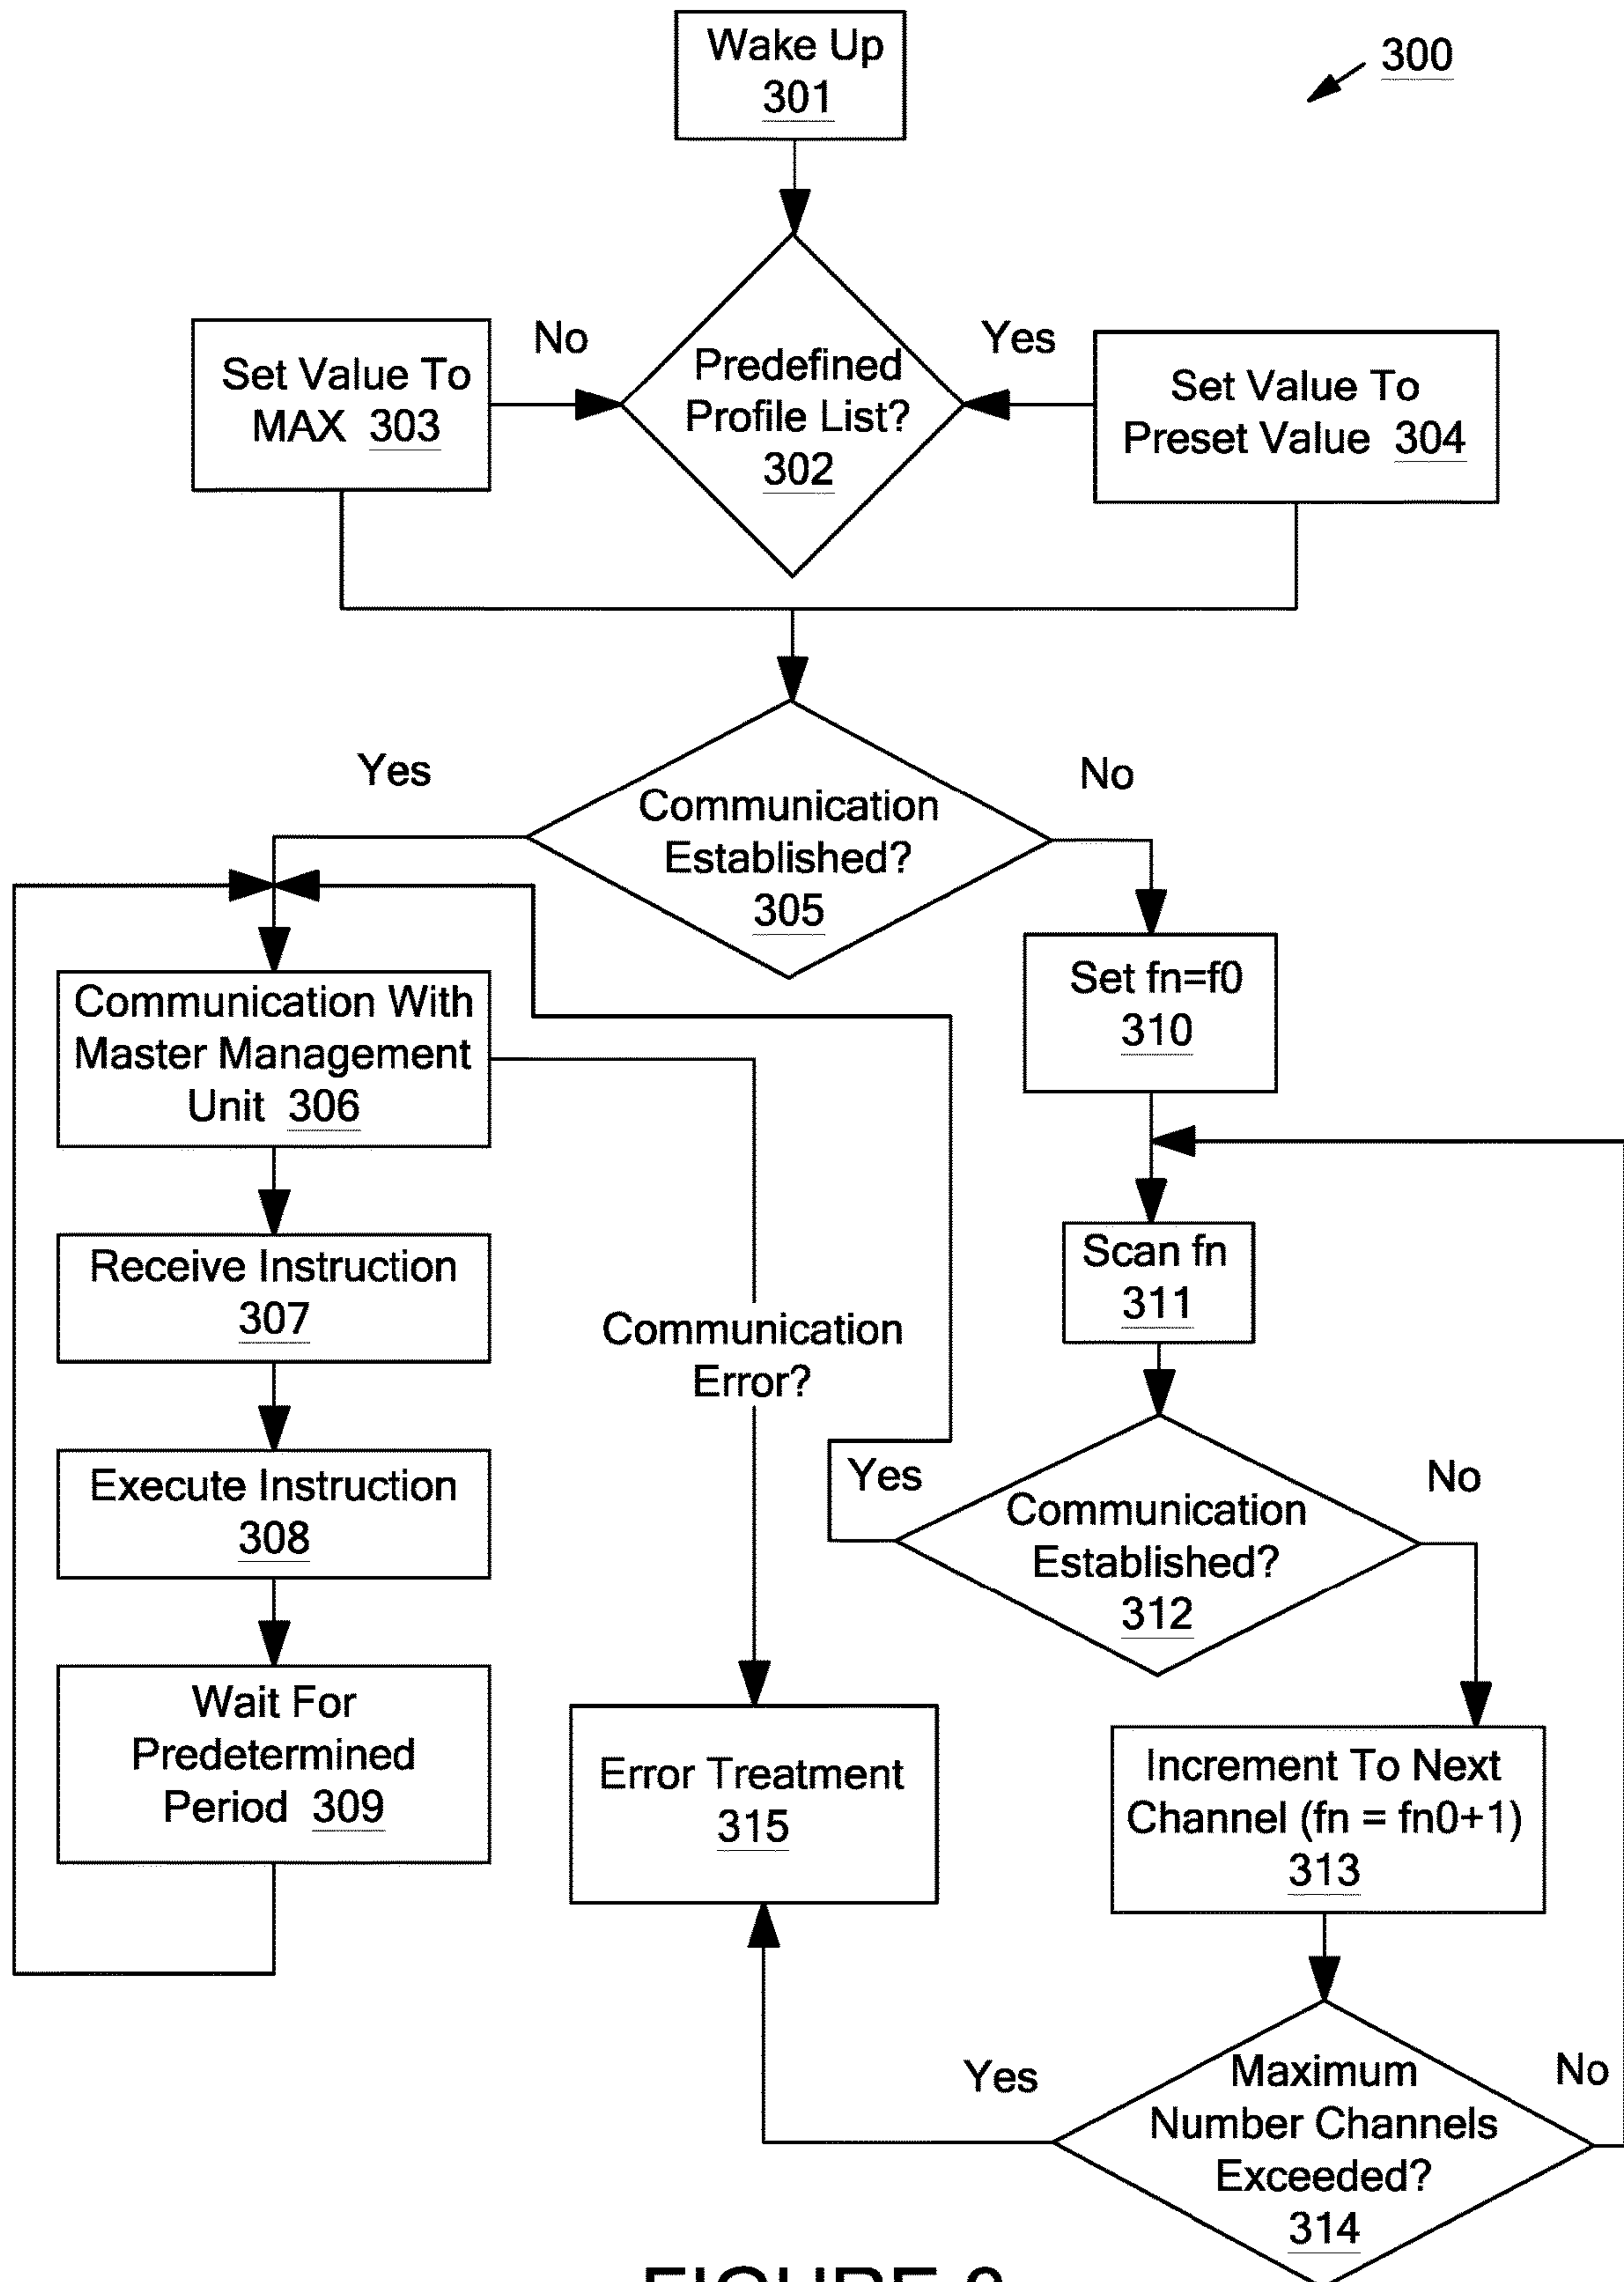 Wake Up
301
300
No
Yes
Set Value To
MAX 303
Predefined
Profile List?
302
Set Value To
Preset Value 304
Yes
No
Communication
Established?
305
Communication With
Master Management
Unit 306
Set fn=f0
310
Receive Instruction
307
Scan fn
311
Communication
Error?
Execute Instruction
308
Yes
No
Communication
Established?
312
Wait For
Predetermined
Period 309
Error Treatment
315
Increment To Next
Channel (fn = fn0+1)
313
Yes
No
Maximum
Number Channels
Exceeded?
314